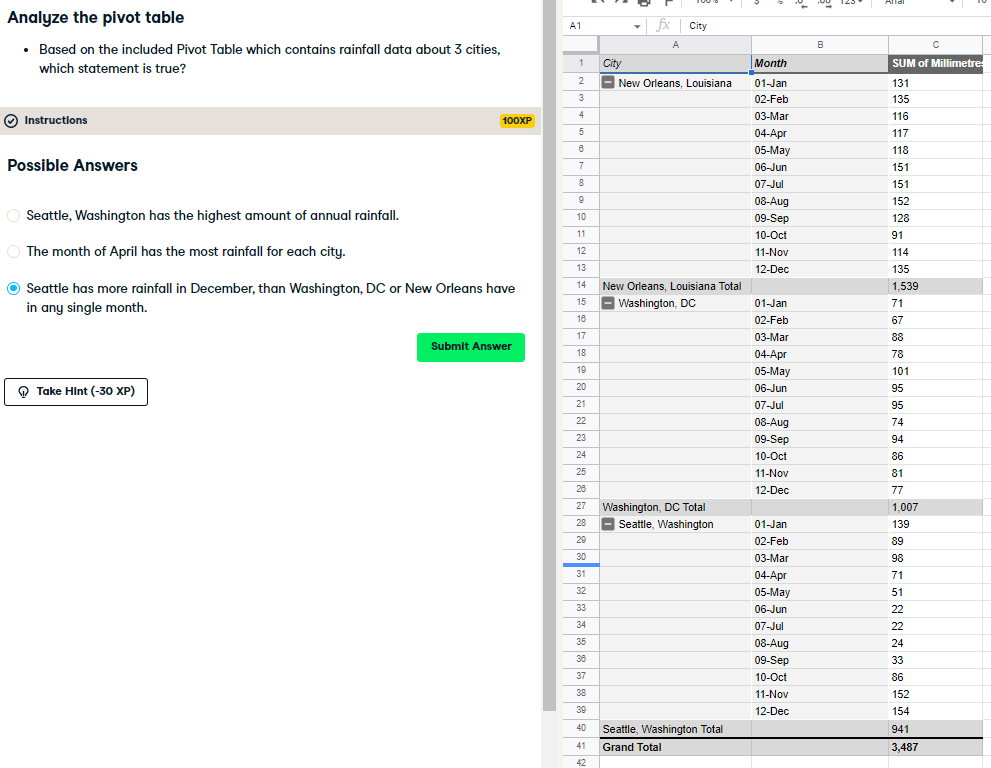 Analyze the pivot table
• Based on the included Pivot Table which contains rainfall data about 3 cities,
which statement is true?
Instructions
100XP
Possible Answers
Seattle, Washington has the highest amount of annual rainfall.
The month of April has the most rainfall for each city.
Seattle has more rainfall in December, than Washington, DC or New Orleans have
in any single month.
Submit Answer
Take Hint (-30 XP)
A1 fx City
A B C
1 City Month SUM of Millimetres
2 New Orleans, Louisiana 01-Jan 131
3 02-Feb 135
4 03-Mar 116
5 04-Apr 117
6 05-May 118
7 06-Jun 151
8 07-Jul 151
9 08-Aug 152
10 09-Sep 128
11 10-Oct 91
12 11-Nov 114
13 12-Dec 135
14 New Orleans, Louisiana Total 1,539
15 Washington, DC 01-Jan 71
16 02-Feb 67
17 03-Mar 88
18 04-Apr 78
19 05-May 101
20 06-Jun 95
21 07-Jul 95
22 08-Aug 74
23 09-Sep 94
24 10-Oct 86
25 11-Nov 81
26 12-Dec 77
27 Washington, DC Total 1,007
28 Seattle, Washington 01-Jan 139
29 02-Feb 89
30 03-Mar 98
31 04-Apr 71
32 05-May 51
33 06-Jun 22
34 07-Jul 22
35 08-Aug 24
36 09-Sep 33
37 10-Oct 86
38 11-Nov 152
39 12-Dec 154
40 Seattle, Washington Total 941
41 Grand Total 3,487
42